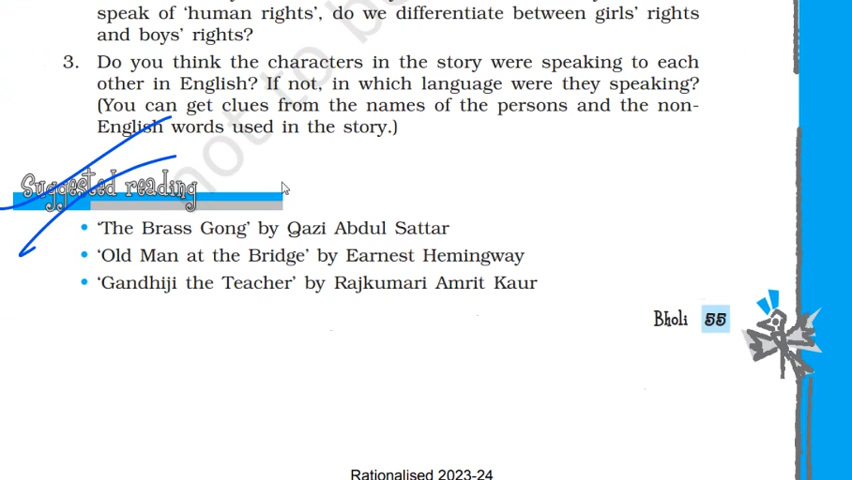 speak of ‘human rights’, do we differentiate between girls’ rights
and boys’ rights?
3. Do you think the characters in the story were speaking to each
other in English? If not, in which language were they speaking?
(You can get clues from the names of the persons and the non-
English words used in the story.)
not to b
Suggested reading
• ‘The Brass Gong’ by Qazi Abdul Sattar
• ‘Old Man at the Bridge’ by Earnest Hemingway
• ‘Gandhiji the Teacher’ by Rajkumari Amrit Kaur
Bholi 55
Rationalised 2023-24